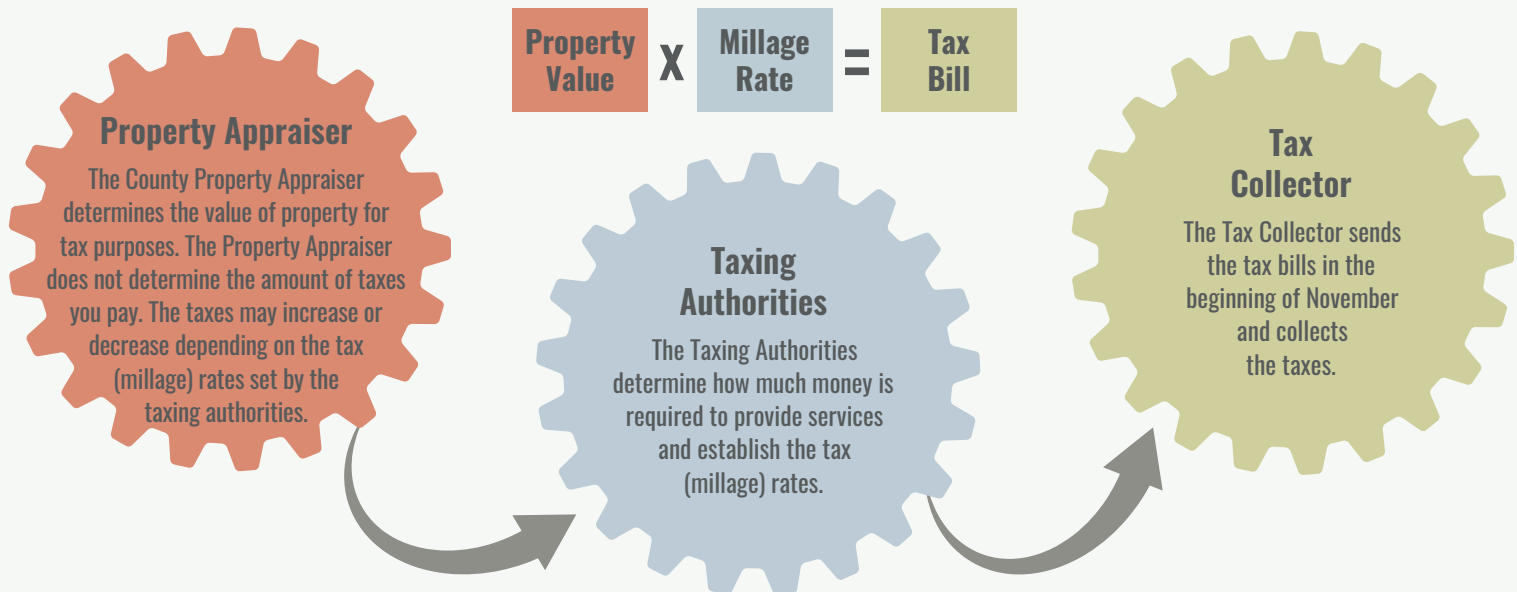 Property
Value
X
Millage
Rate
=
Tax
Bill
Property Appraiser
The County Property Appraiser
determines the value of property for
tax purposes. The Property Appraiser
does not determine the amount of taxes
you pay. The taxes may increase or
decrease depending on the tax
(millage) rates set by the
taxing authorities.
Taxing
Authorities
The Taxing Authorities
determine how much money is
required to provide services
and establish the tax
(millage) rates.
Tax
Collector
The Tax Collector sends
the tax bills in the
beginning of November
and collects
the taxes.